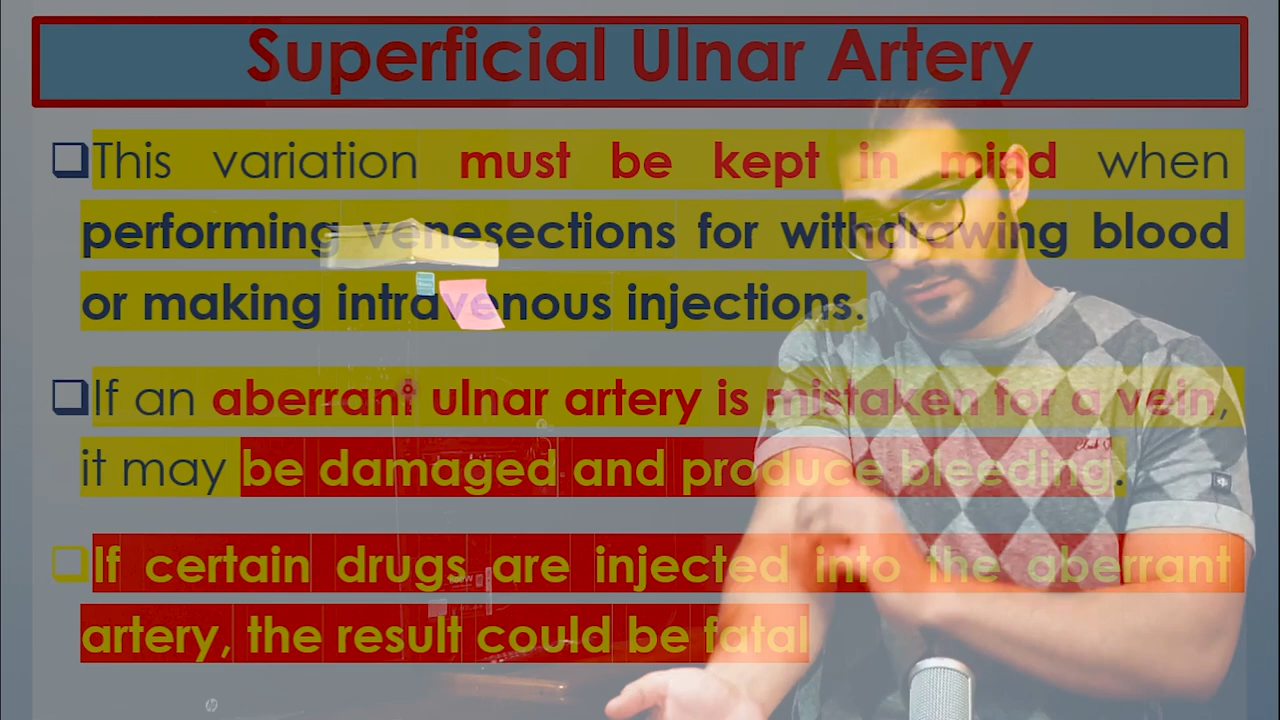 Superficial Ulnar Artery
❑This variation must be kept in mind when
performing venesections for withdrawing blood
or making intravenous injections.
❑If an aberrant ulnar artery is mistaken for a vein,
it may be damaged and produce bleeding.
❑If certain drugs are injected into the aberrant
artery, the result could be fatal
hp